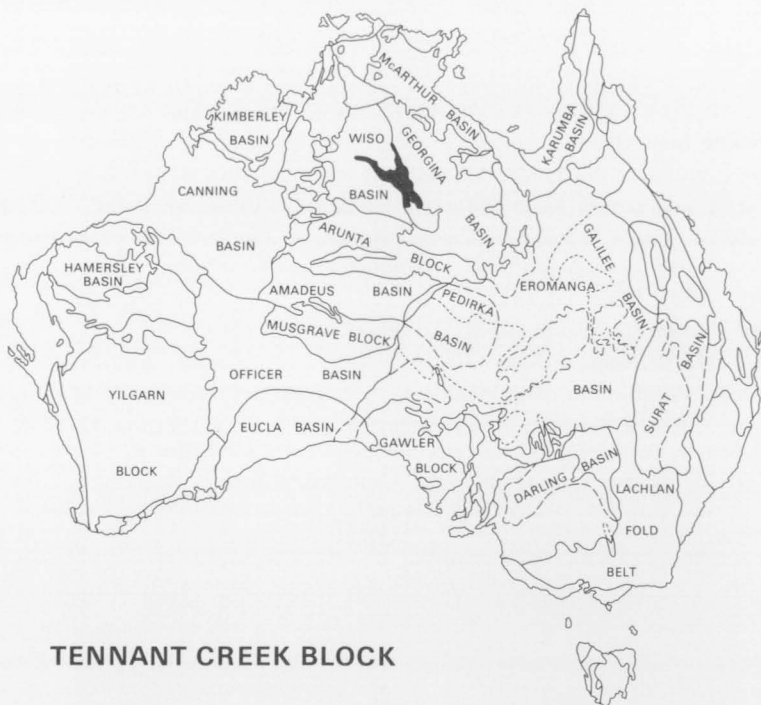 McARTHUR BASIN
KIMBERLEY
BASIN
KARUMBA
BASIN
WISO
BASIN
GEORGINA
BASIN
CANNING
BASIN
ARUNTA
BLOCK
GALILEE
BASIN
HAMERSLEY
BASIN
AMADEUS BASIN
PEDIRKA
BASIN
EROMANGA
BASIN
MUSGRAVE BLOCK
OFFICER BASIN
SURAT
BASIN
YILGARN
BLOCK
EUCLA BASIN
GAWLER
BLOCK
DARLING
BASIN
LACHLAN
FOLD
BELT
TENNANT CREEK BLOCK